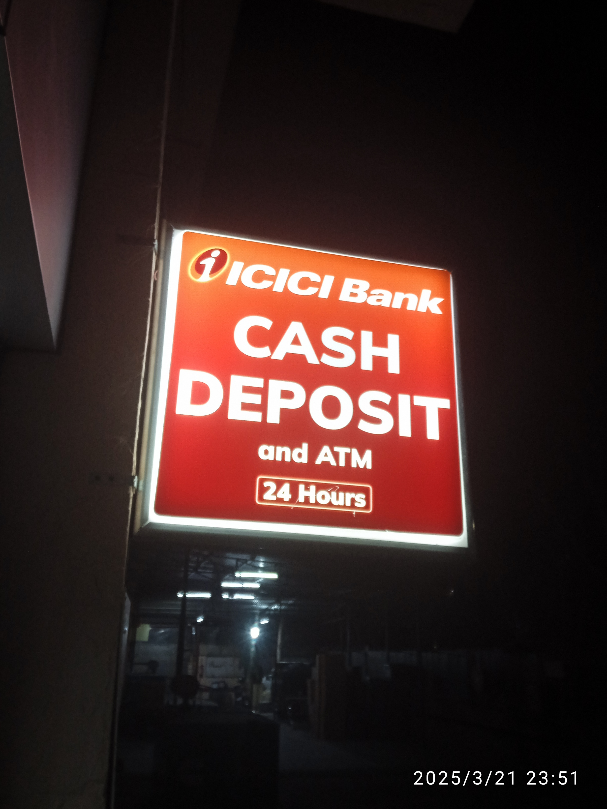 i ICICI Bank
CASH
DEPOSIT
and ATM
24 Hours
2025/3/21 23:51